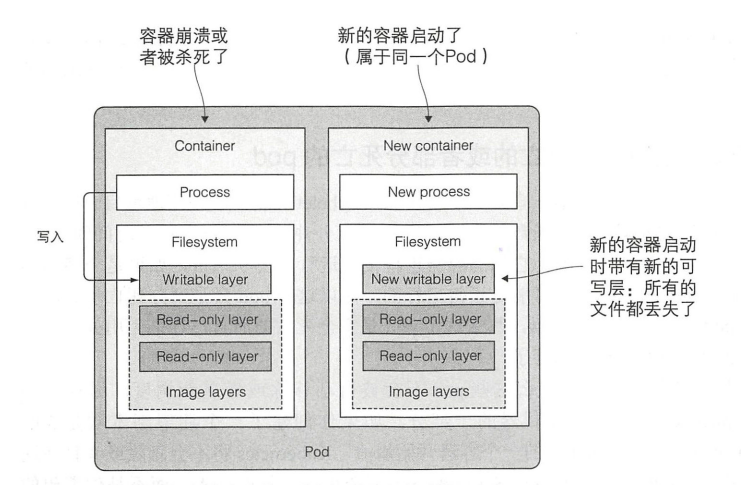 容器崩溃或
者被杀死了
新的容器启动了
（属于同一个Pod）
Container
New container
Process
New process
写入
Filesystem
Filesystem
Writable layer
New writable layer
新的容器启动
时带有新的可
写层：所有的
文件都丢失了
Read-only layer
Read-only layer
Read-only layer
Read-only layer
Image layers
Image layers
Pod